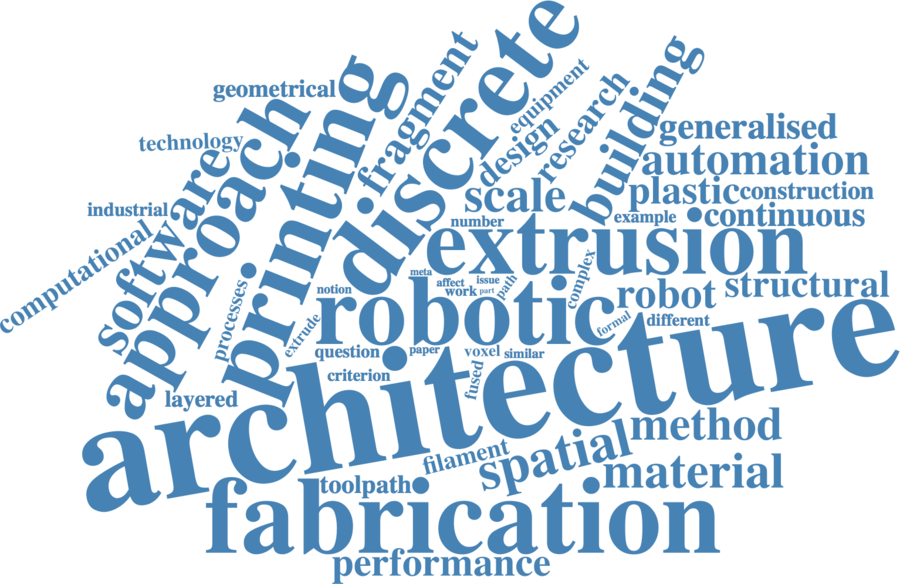 discrete
fragment
equipment
building
geometrical
printing
approach
design
research
generalised
technology
software
automation
scale
plastic
construction
industrial
number
example
continuous
computational
extrusion
processes
notion
meta
affect
issue
work
part
path
complex
robot
structural
robotic
extrude
formal
different
question
paper
voxel
similar
criterion
fused
layered
architecture
method
filament
spatial
material
toolpath
fabrication
performance